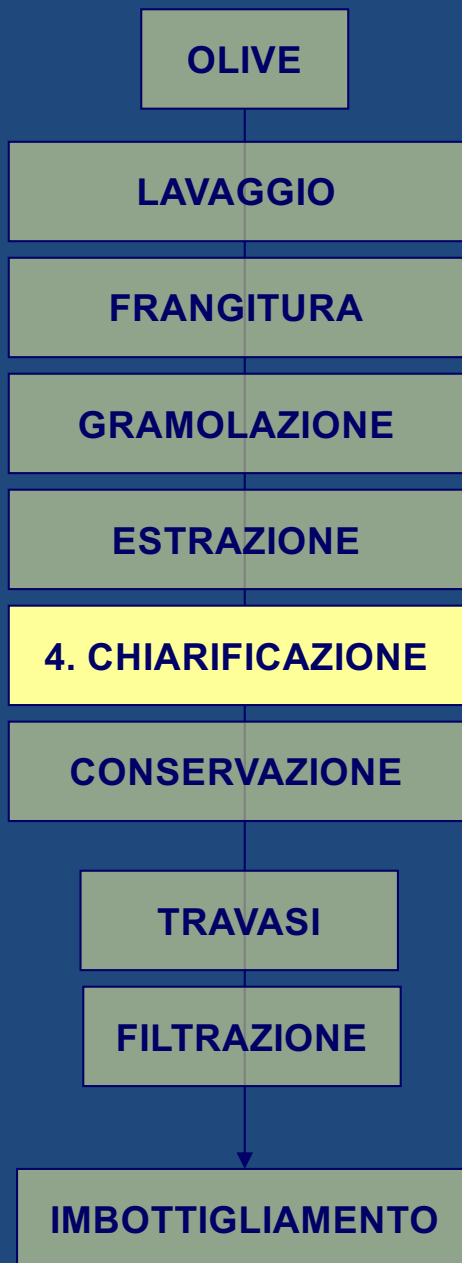 OLIVE
LAVAGGIO
FRANGITURA
GRAMOLAZIONE
ESTRAZIONE
4. CHIARIFICAZIONE
CONSERVAZIONE
TRAVASI
FILTRAZIONE
IMBOTTIGLIAMENTO